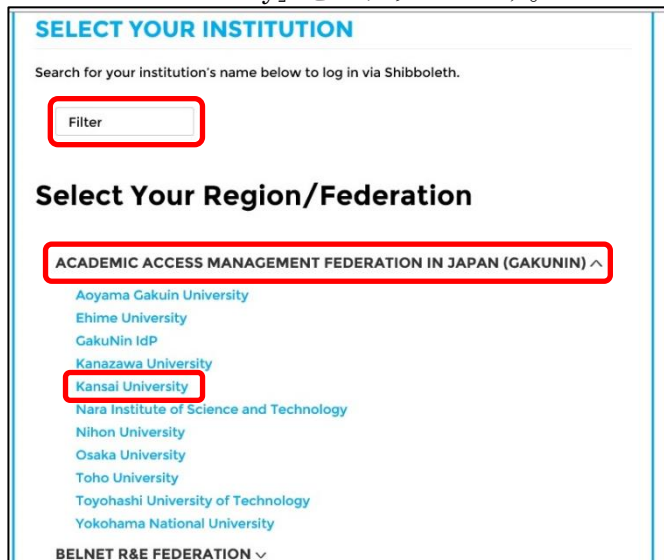 SELECT YOUR INSTITUTION
Search for your institution's name below to log in via Shibboleth.
Filter
Select Your Region/Federation
ACADEMIC ACCESS MANAGEMENT FEDERATION IN JAPAN (GAKUNIN)
Aoyama Gakuin University
Ehime University
GakuNin IdP
Kanazawa University
Kansai University
Nara Institute of Science and Technology
Nihon University
Osaka University
Toho University
Toyohashi University of Technology
Yokohama National University
BELNET R&E FEDERATION